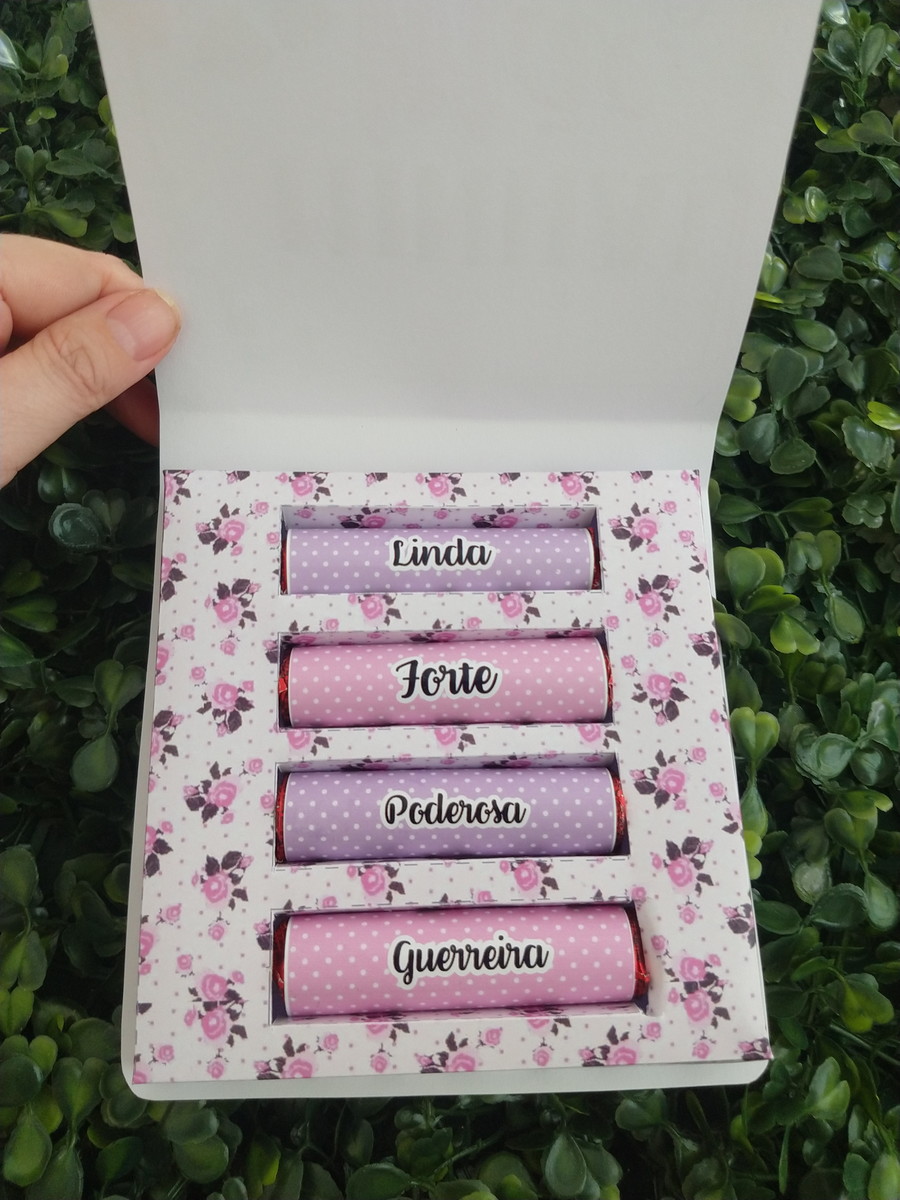 Linda
Forte
Poderosa
Guerreira